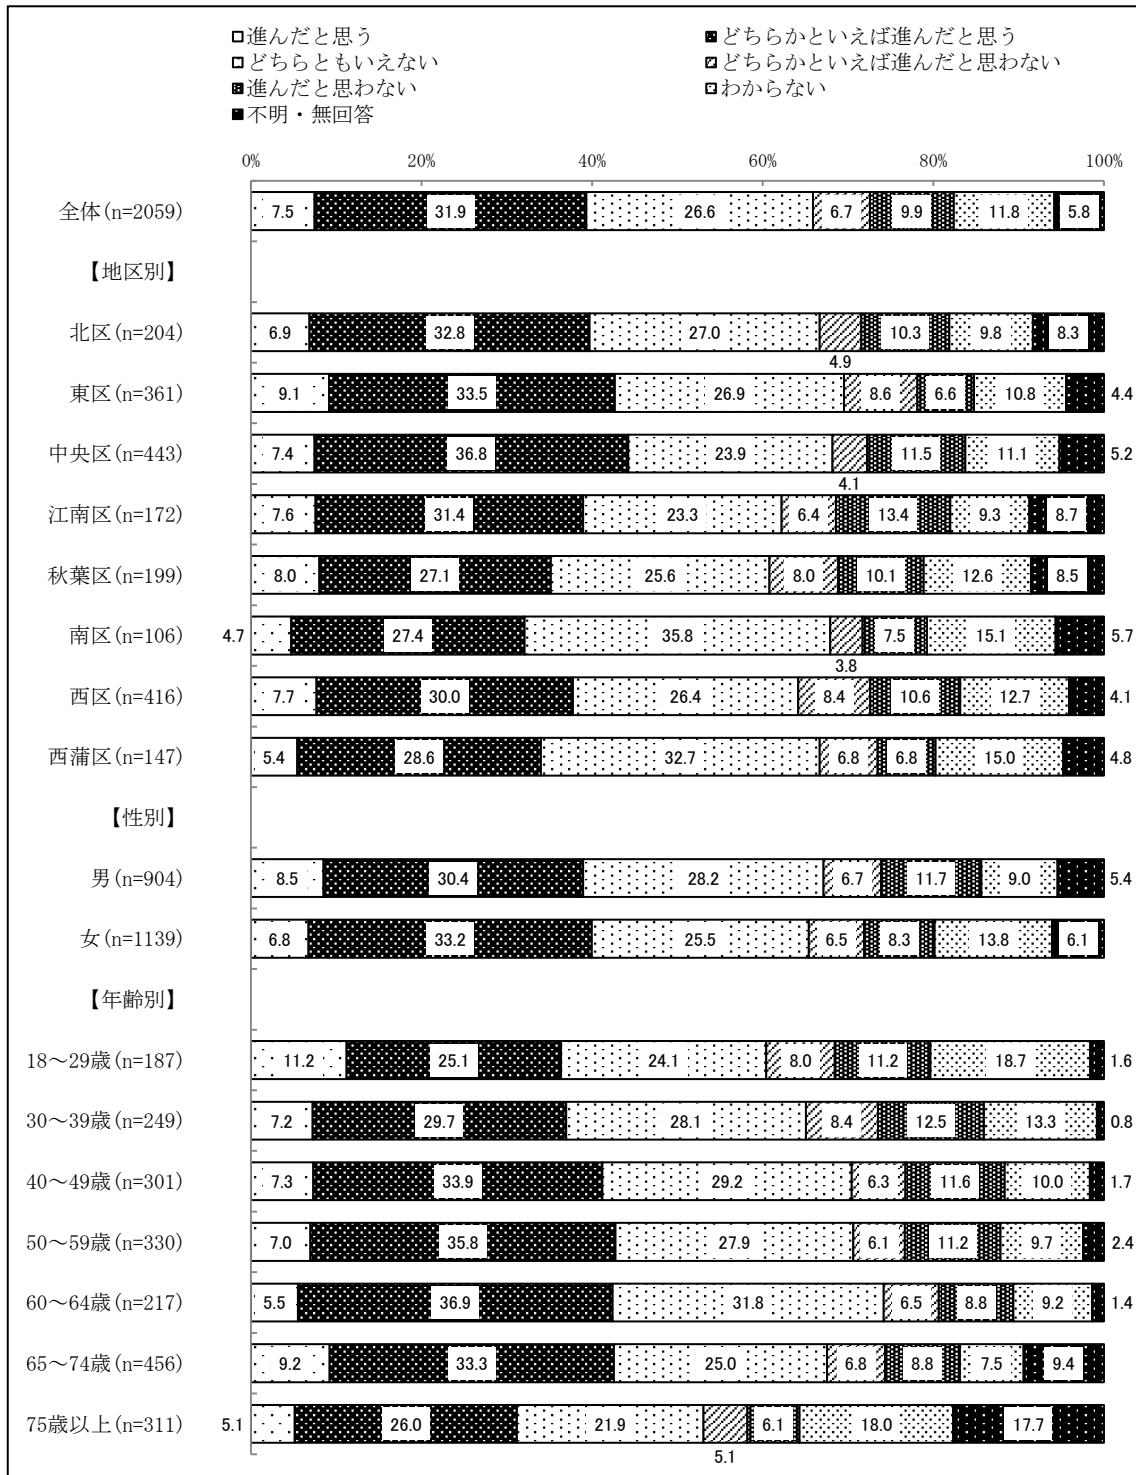 □進んだと思う ■どちらかといえば進んだと思う
□どちらともいえない □どちらかといえば進んだと思わない
■進んだと思わない □わからない
■不明・無回答
0% 20% 40% 60% 80% 100%
全体(n=2059) 7.5 31.9 26.6 6.7 9.9 11.8 5.8
【地区別】
北区(n=204) 6.9 32.8 27.0 10.3 9.8 8.3
4.9
東区(n=361) 9.1 33.5 26.9 8.6 6.6 10.8 4.4
中央区(n=443) 7.4 36.8 23.9 11.5 11.1 5.2
4.1
江南区(n=172) 7.6 31.4 23.3 6.4 13.4 9.3 8.7
秋葉区(n=199) 8.0 27.1 25.6 8.0 10.1 12.6 8.5
南区(n=106) 4.7 27.4 35.8 7.5 15.1 5.7
3.8
西区(n=416) 7.7 30.0 26.4 8.4 10.6 12.7 4.1
西蒲区(n=147) 5.4 28.6 32.7 6.8 6.8 15.0 4.8
【性別】
男(n=904) 8.5 30.4 28.2 6.7 11.7 9.0 5.4
女(n=1139) 6.8 33.2 25.5 6.5 8.3 13.8 6.1
【年齢別】
18～29歳(n=187) 11.2 25.1 24.1 8.0 11.2 18.7 1.6
30～39歳(n=249) 7.2 29.7 28.1 8.4 12.5 13.3 0.8
40～49歳(n=301) 7.3 33.9 29.2 6.3 11.6 10.0 1.7
50～59歳(n=330) 7.0 35.8 27.9 6.1 11.2 9.7 2.4
60～64歳(n=217) 5.5 36.9 31.8 6.5 8.8 9.2 1.4
65～74歳(n=456) 9.2 33.3 25.0 6.8 8.8 7.5 9.4
75歳以上(n=311) 5.1 26.0 21.9 6.1 18.0 17.7
5.1